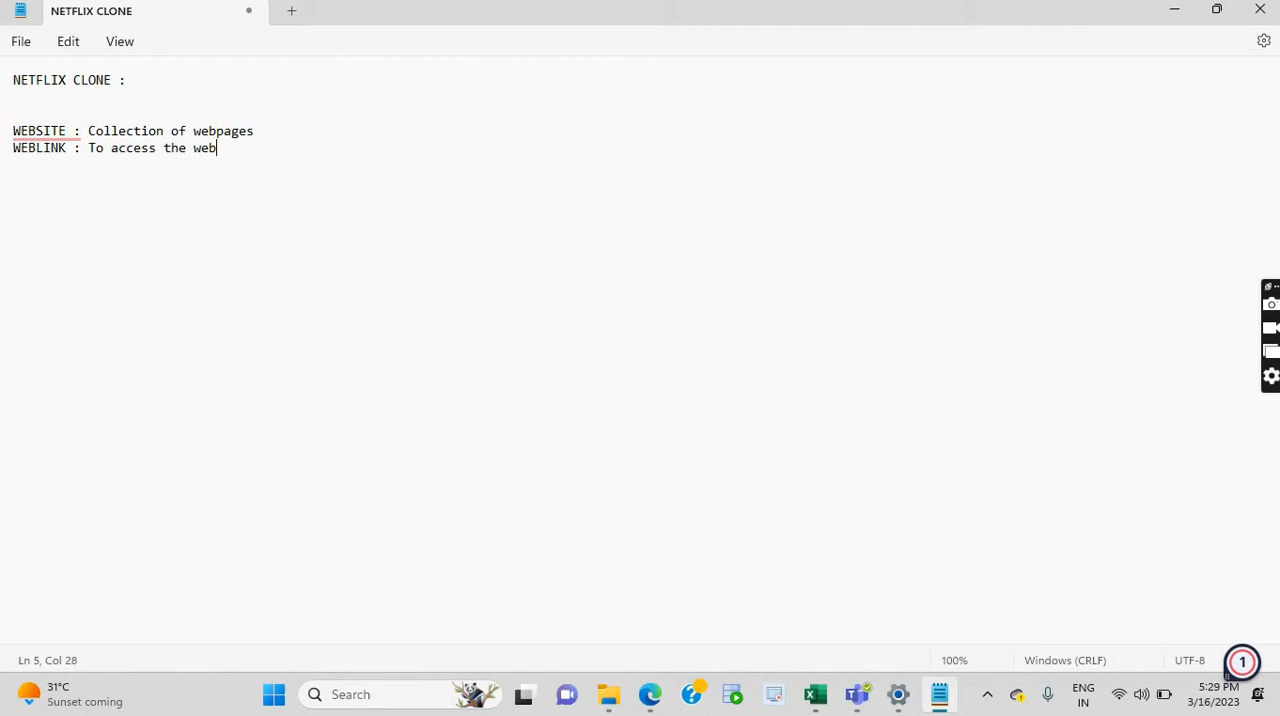 NETFLIX CLONE
File Edit View
NETFLIX CLONE :
WEBSITE : Collection of webpages
WEBLINK : To access the web
Ln 5, Col 28
100%
Windows (CRLF)
UTF-8
1
31°C
Sunset coming
Search
ENG
IN
5:29 PM
3/16/2023